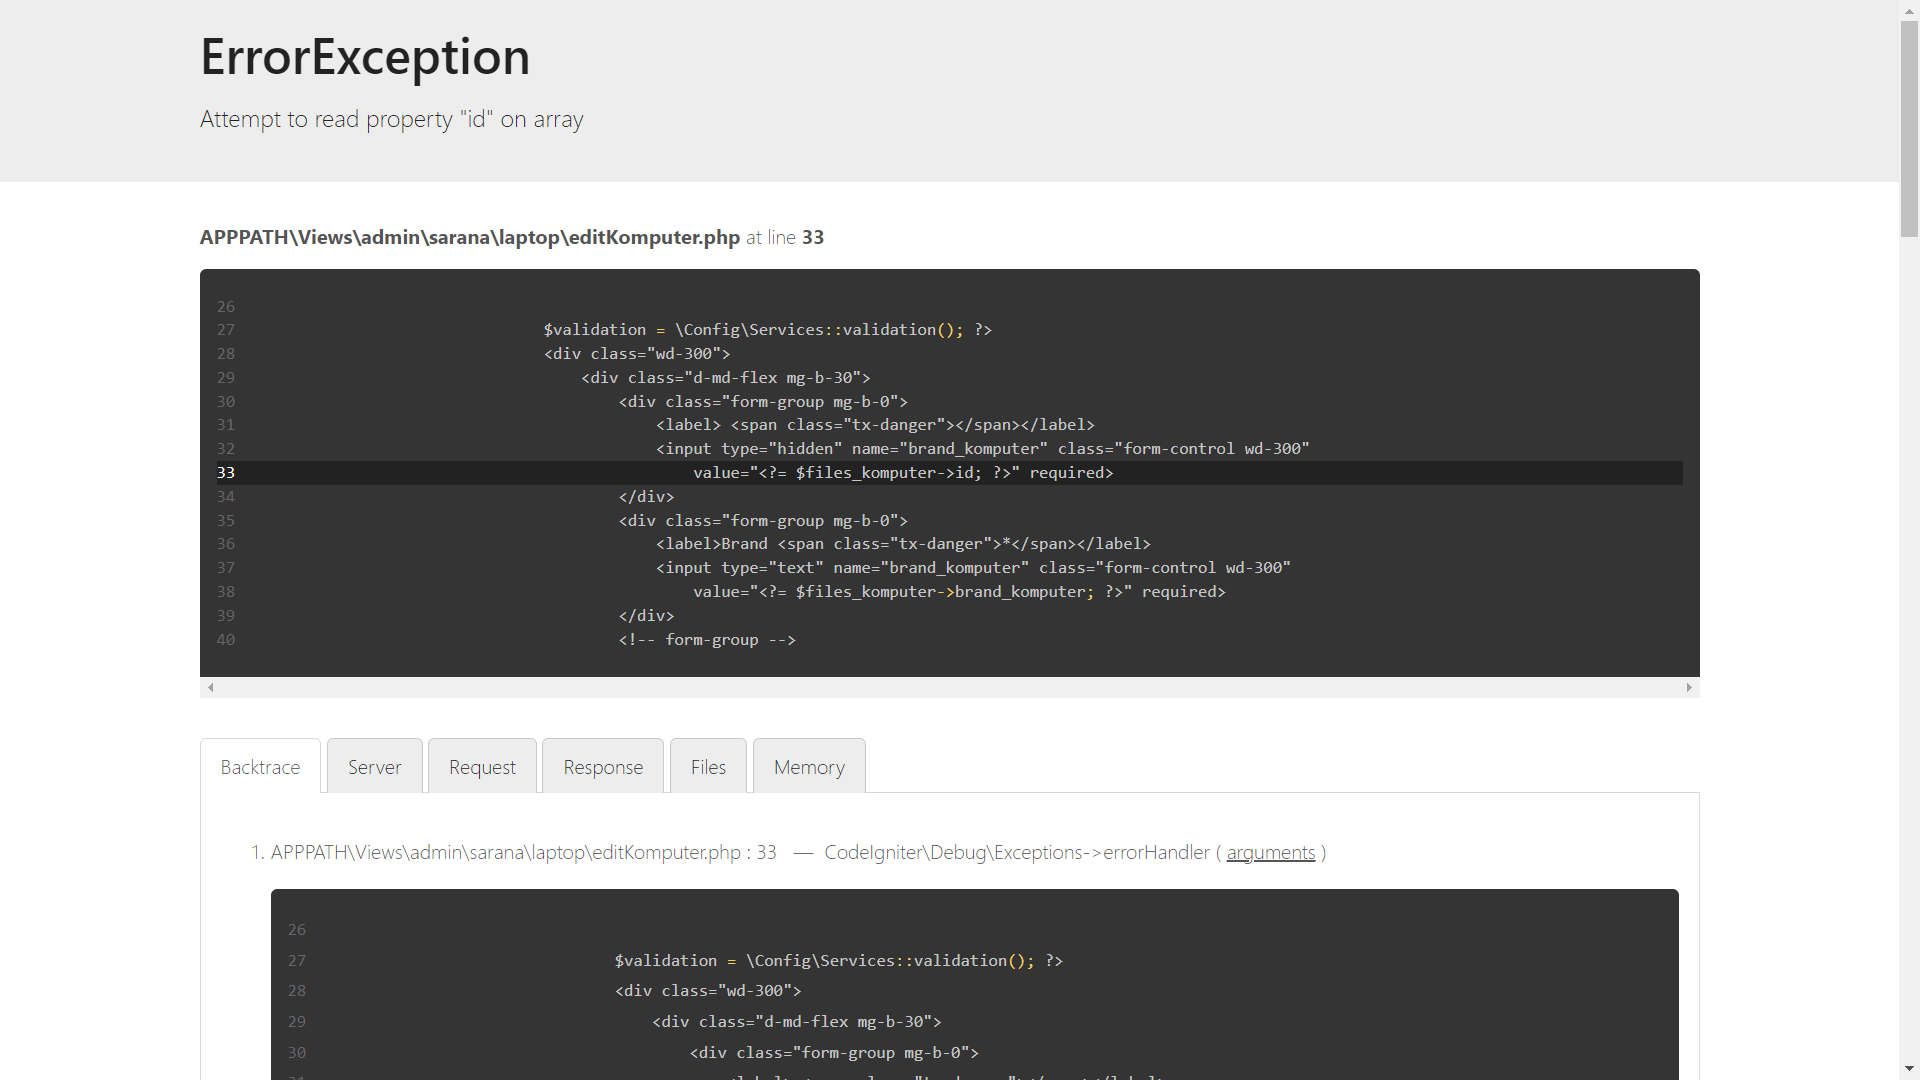 ErrorException
Attempt to read property "id" on array
APPPATH\Views\admin\sarana\laptop\editKomputer.php at line 33
26
27 $validation = \Config\Services::validation(); ?>
28 <div class="wd-300">
29 <div class="d-md-flex mg-b-30">
30 <div class="form-group mg-b-0">
31 <label> <span class="tx-danger"></span></label>
32 <input type="hidden" name="brand_komputer" class="form-control wd-300"
33 value="<?= $files_komputer->id; ?>" required>
34 </div>
35 <div class="form-group mg-b-0">
36 <label>Brand <span class="tx-danger">*</span></label>
37 <input type="text" name="brand_komputer" class="form-control wd-300"
38 value="<?= $files_komputer->brand_komputer; ?>" required>
39 </div>
40 <!-- form-group -->
Backtrace Server Request Response Files Memory
1. APPPATH\Views\admin\sarana\laptop\editKomputer.php : 33 — CodeIgniter\Debug\Exceptions->errorHandler ( arguments )
26
27 $validation = \Config\Services::validation(); ?>
28 <div class="wd-300">
29 <div class="d-md-flex mg-b-30">
30 <div class="form-group mg-b-0">